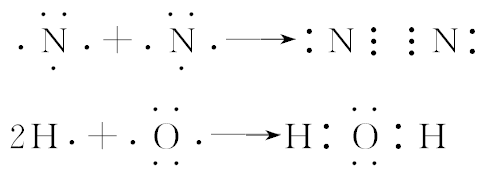 ·Ṇ̈· + ·Ṇ̈· ⟶ :N⋮⋮N:
2H· + ·Ö̤· ⟶ H:Ö̤:H